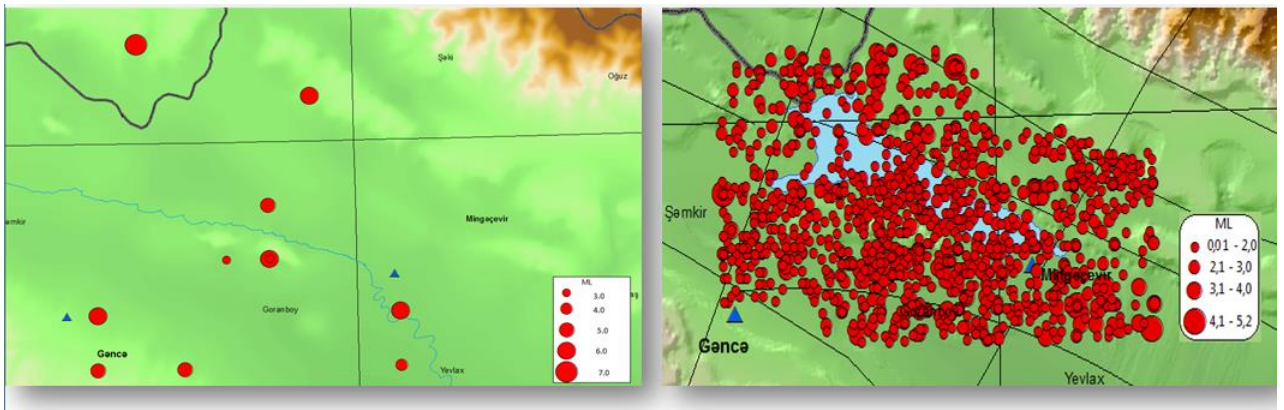 Şəki
Oğuz
əmkir
Mingəçevir
Goranboy
Gəncə
Yevlax
ML
3.0
4.0
5.0
6.0
7.0
Şəmkir
Mingəçevir
Goranboy
Gəncə
Yevlax
ML
0,01 - 2,0
2,1 - 3,0
3,1 - 4,0
4,1 - 5,2